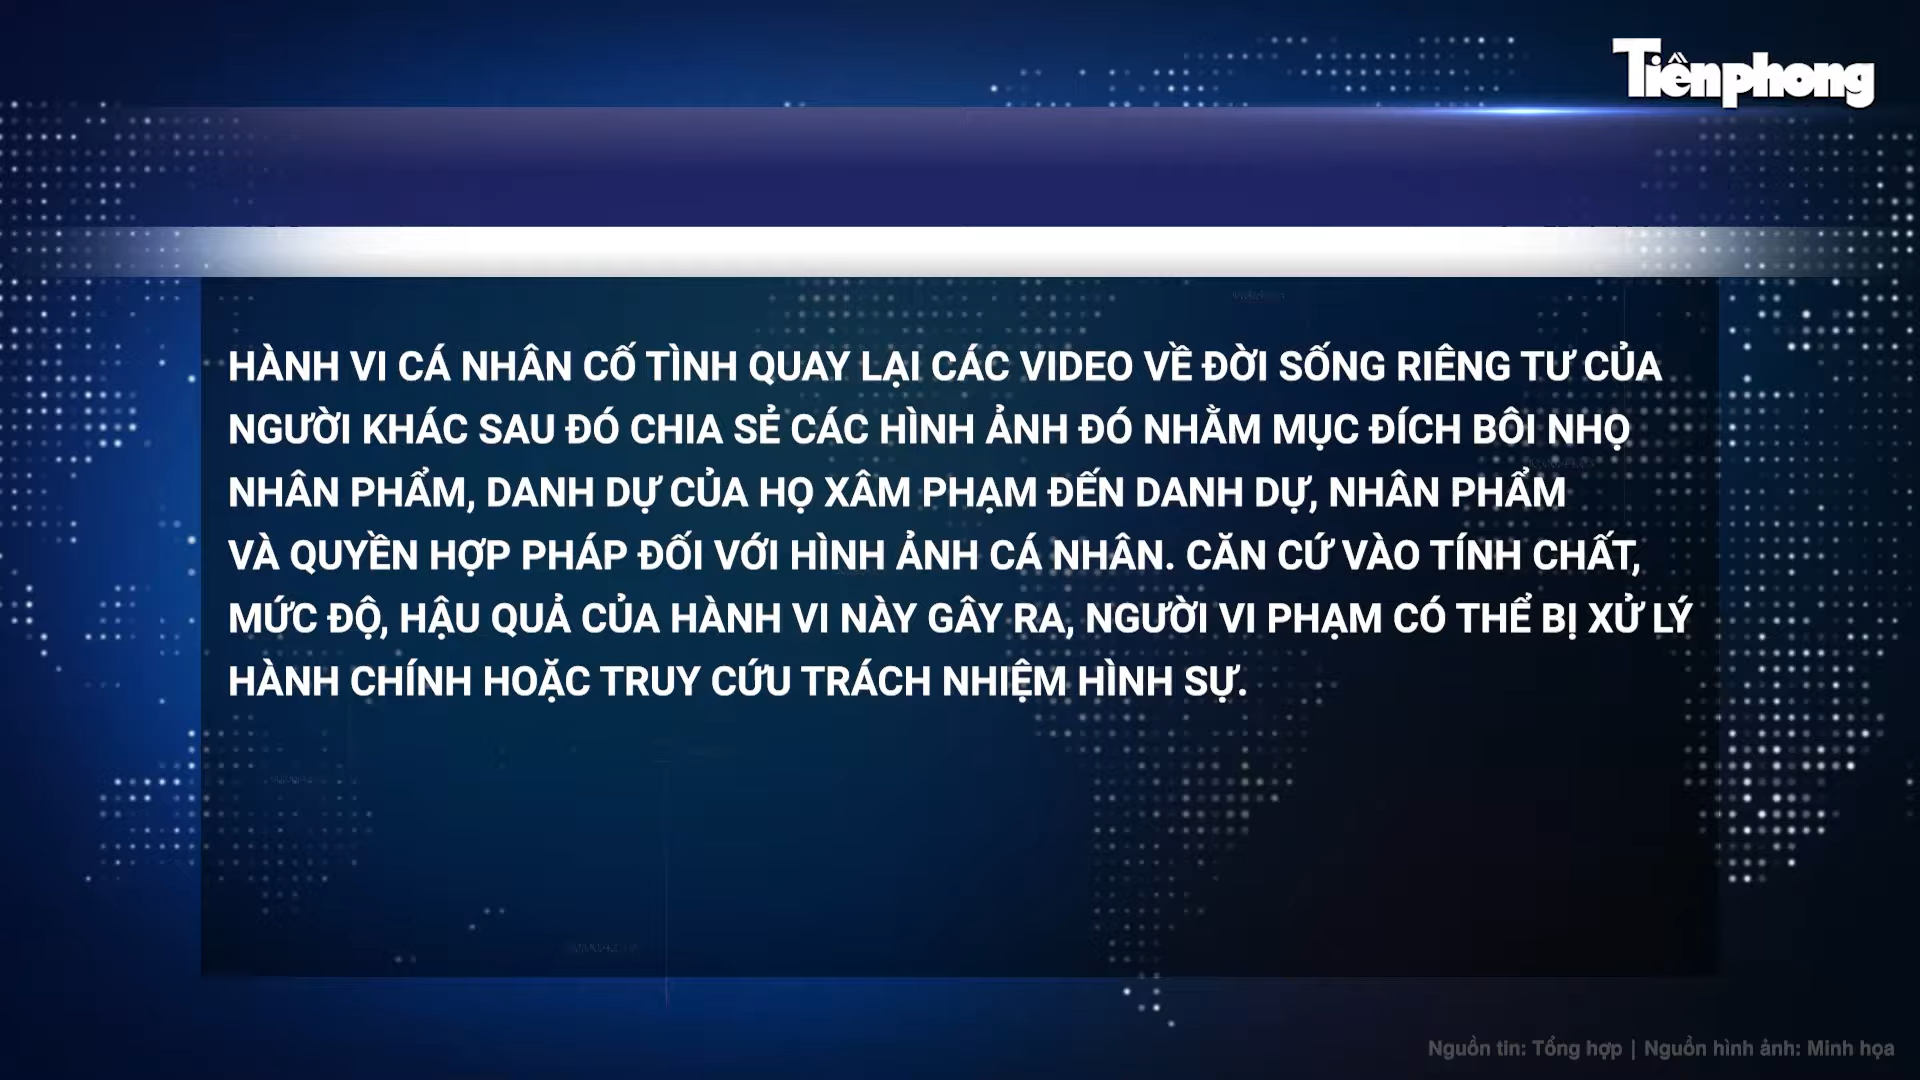 Tiền phong
HÀNH VI CÁ NHÂN CỐ TÌNH QUAY LẠI CÁC VIDEO VỀ ĐỜI SỐNG RIÊNG TƯ CỦA
NGƯỜI KHÁC SAU ĐÓ CHIA SẺ CÁC HÌNH ẢNH ĐÓ NHẰM MỤC ĐÍCH BÔI NHỌ
NHÂN PHẨM, DANH DỰ CỦA HỌ XÂM PHẠM ĐẾN DANH DỰ, NHÂN PHẨM
VÀ QUYỀN HỢP PHÁP ĐỐI VỚI HÌNH ẢNH CÁ NHÂN. CĂN CỨ VÀO TÍNH CHẤT,
MỨC ĐỘ, HẬU QUẢ CỦA HÀNH VI NÀY GÂY RA, NGƯỜI VI PHẠM CÓ THỂ BỊ XỬ LÝ
HÀNH CHÍNH HOẶC TRUY CỨU TRÁCH NHIỆM HÌNH SỰ.
Nguồn tin: Tổng hợp | Nguồn hình ảnh: Minh họa